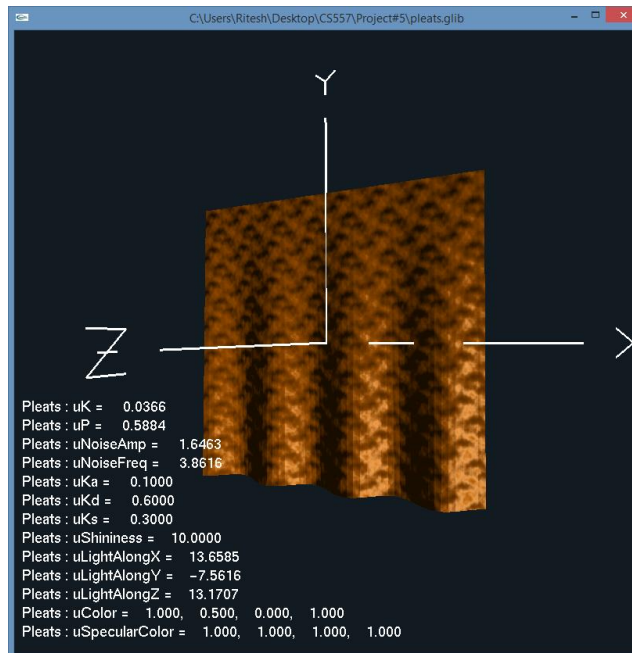 C:\Users\Ritesh\Desktop\CS557\Project#5\pleats.glib
Y
Z
X
Pleats : uK = 0.0366
Pleats : uP = 0.5884
Pleats : uNoiseAmp = 1.6463
Pleats : uNoiseFreq = 3.8616
Pleats : uKa = 0.1000
Pleats : uKd = 0.6000
Pleats : uKs = 0.3000
Pleats : uShininess = 10.0000
Pleats : uLightAlongX = 13.6585
Pleats : uLightAlongY = -7.5616
Pleats : uLightAlongZ = 13.1707
Pleats : uColor = 1.000, 0.500, 0.000, 1.000
Pleats : uSpecularColor = 1.000, 1.000, 1.000, 1.000